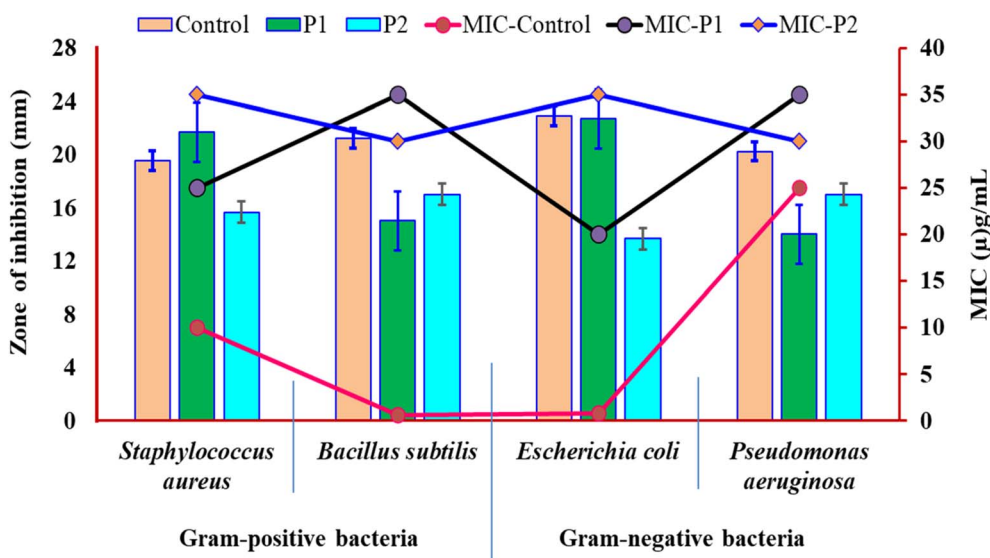 Control P1 P2 MIC-Control MIC-P1 MIC-P2
28
24
20
16
12
8
4
0
Zone of inhibition (mm)
40
35
30
25
20
15
10
5
0
MIC (μ)g/mL
Staphylococcus
aureus
Bacillus subtilis
Escherichia coli
Pseudomonas
aeruginosa
Gram-positive bacteria
Gram-negative bacteria